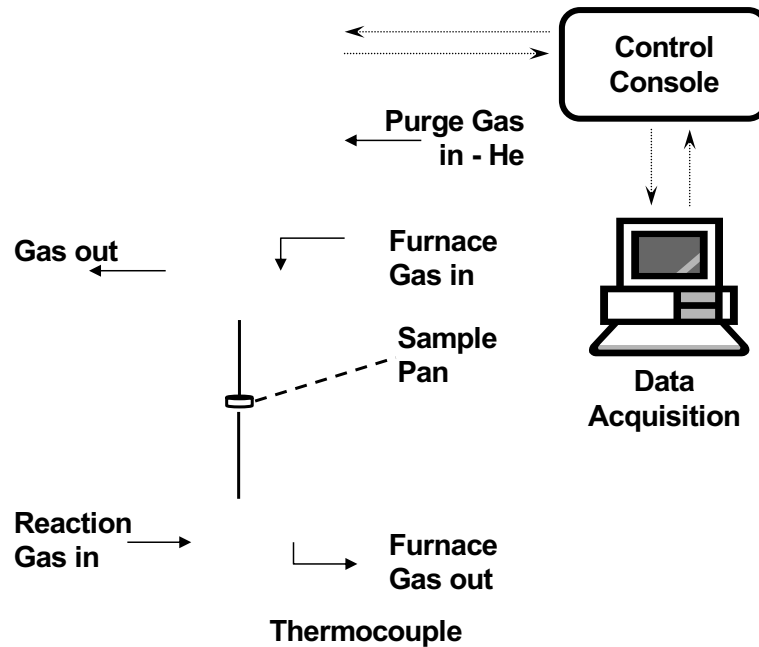 Control
Console
Purge Gas
in - He
Gas out
Furnace
Gas in
Sample
Pan
Data
Acquisition
Reaction
Gas in
Furnace
Gas out
Thermocouple